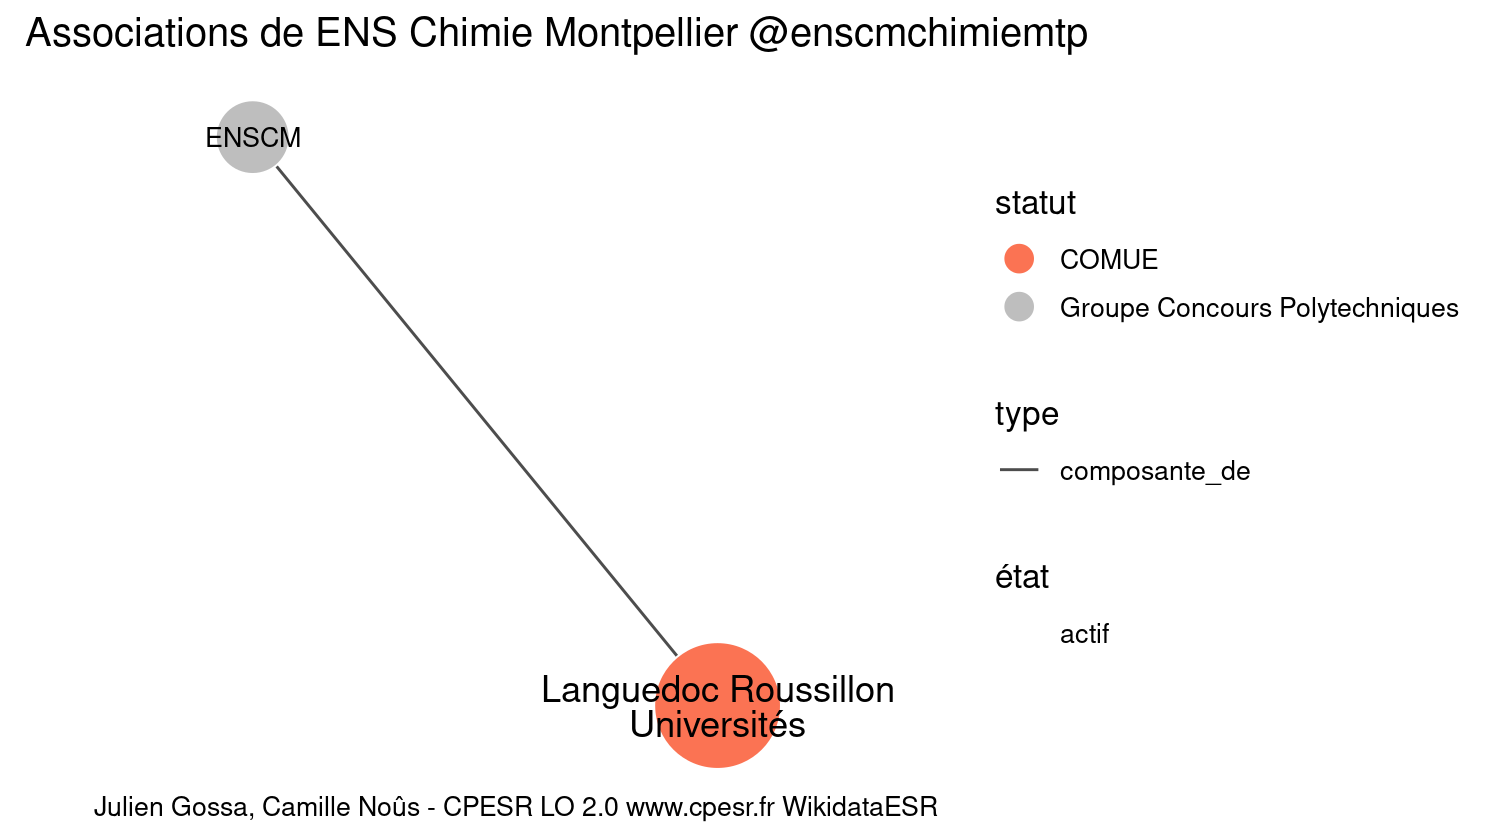 Associations de ENS Chimie Montpellier @enscmchimiemtp
ENSCM
statut
COMUE
Groupe Concours Polytechniques
type
composante_de
état
actif
Languedoc Roussillon
Universités
Julien Gossa, Camille Noûs - CPESR LO 2.0 www.cpesr.fr WikidataESR